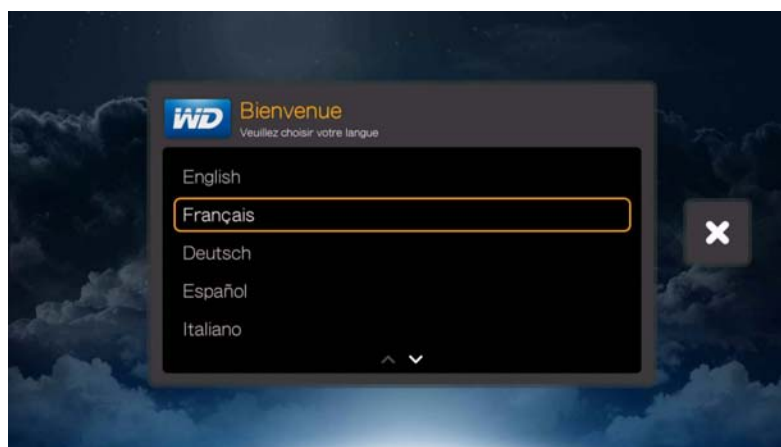 WD
Bienvenue
Veuillez choisir votre langue
English
Français
Deutsch
Español
Italiano